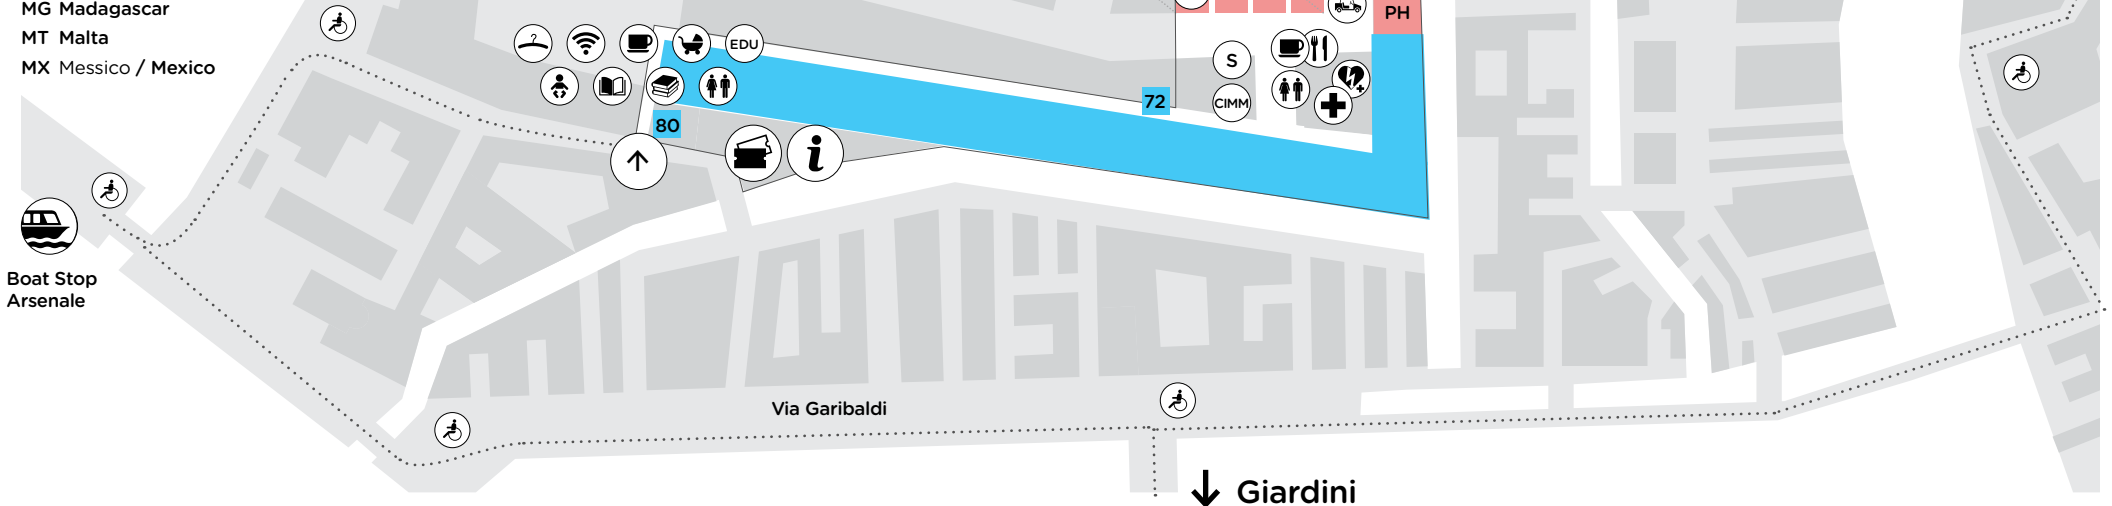 MG Madagascar
MT Malta
MX Messico / Mexico
PH
EDU
S
72
CIMM
80
i
Boat Stop
Arsenale
Via Garibaldi
Giardini